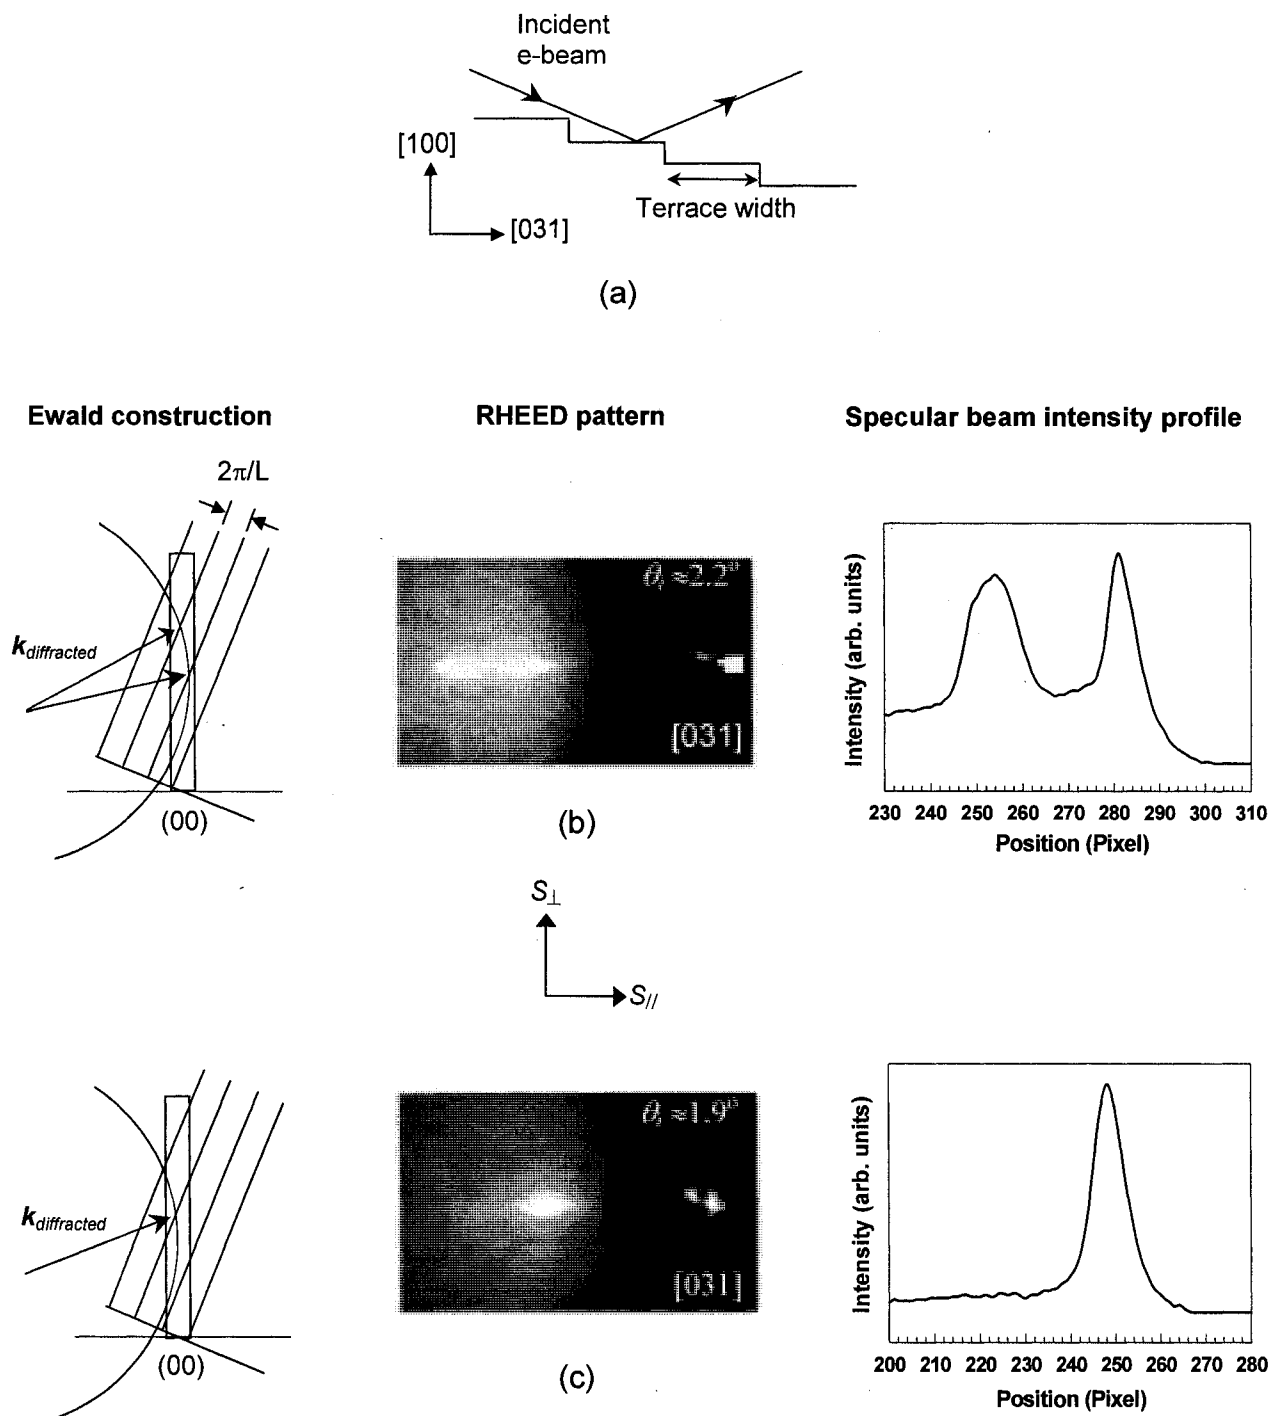 Incident
e-beam
[100]
[031]
Terrace width
(a)
Ewald construction
RHEED pattern
Specular beam intensity profile
2π/L
k_diffracted
(00)
θᵢ ≈2.2⁰
[031]
(b)
Intensity (arb. units)
230 240 250 260 270 280 290 300 310
Position (Pixel)
S⊥
S//
k_diffracted
(00)
θᵢ ≈1.9⁰
[031]
(c)
Intensity (arb. units)
200 210 220 230 240 250 260 270 280
Position (Pixel)